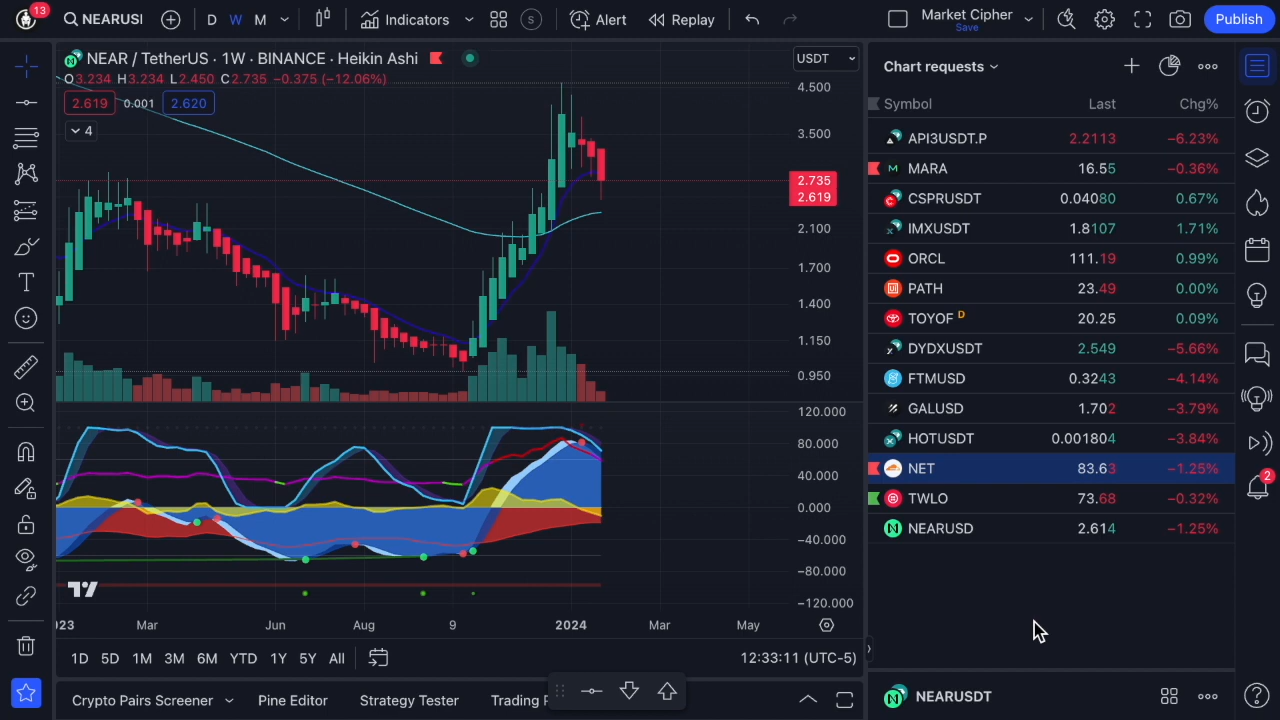 13
NEARUSI
D
W
M
Indicators
S
Alert
Replay
Market Cipher
Save
Publish
NEAR / TetherUS · 1W · BINANCE · Heikin Ashi
O3.234 H3.234 L2.450 C2.735 −0.375 (−12.06%)
2.619
0.001
2.620
4
USDT
4.500
3.500
2.735
2.619
2.100
1.700
1.400
1.150
0.950
120.000
80.000
40.000
0.000
−40.000
−80.000
−120.000
023 Mar Jun Aug 9 2024 Mar May
1D 5D 1M 3M 6M YTD 1Y 5Y All
12:33:11 (UTC-5)
Crypto Pairs Screener
Pine Editor
Strategy Tester
Trading
Chart requests
Symbol Last Chg%
API3USDT.P 2.2113 −6.23%
MARA 16.55 −0.36%
CSPRUSDT 0.04080 0.67%
IMXUSDT 1.8107 1.71%
ORCL 111.19 0.99%
PATH 23.49 0.00%
TOYOF D 20.25 0.09%
DYDXUSDT 2.549 −5.66%
FTMUSD 0.3243 −4.14%
GALUSD 1.702 −3.79%
HOTUSDT 0.001804 −3.84%
NET 83.63 −1.25%
TWLO 73.68 −0.32%
NEARUSD 2.614 −1.25%
NEARUSDT
2